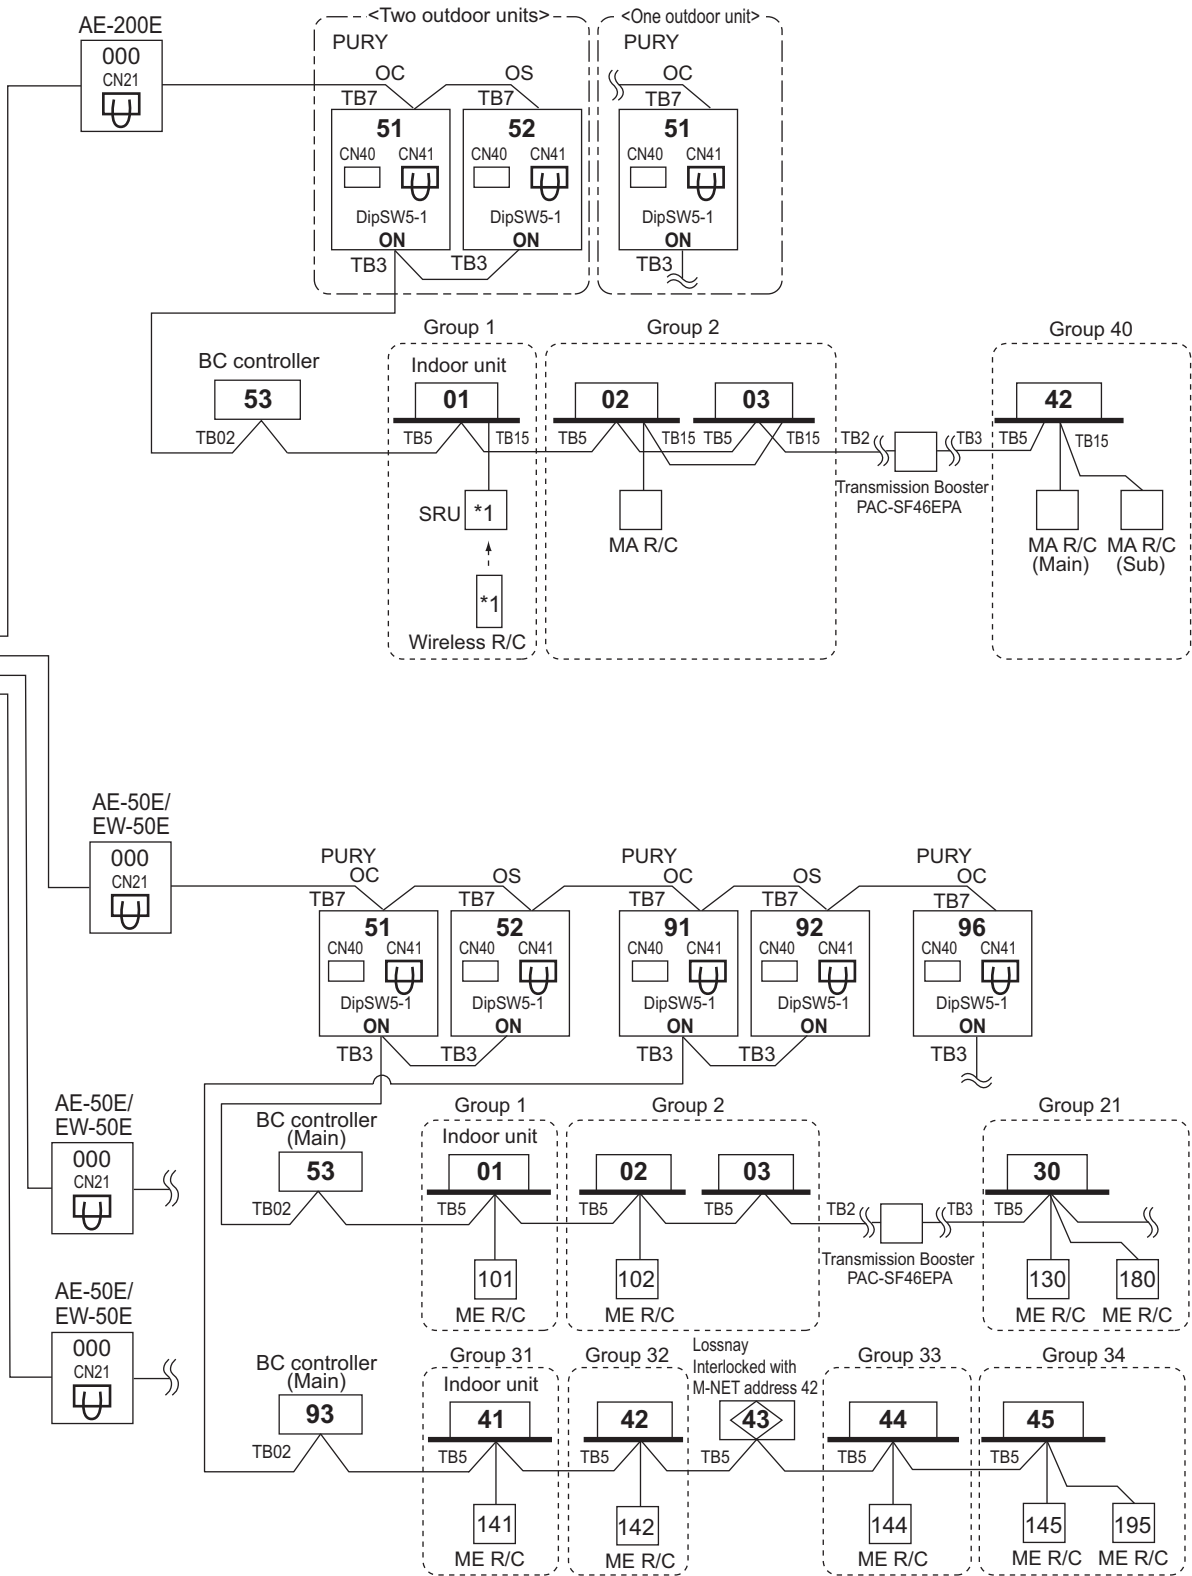 AE-200E
000
CN21
<Two outdoor units>
PURY
OC
OS
TB7
TB7
51
52
CN40 CN41
CN40 CN41
DipSW5-1
DipSW5-1
ON
ON
TB3
TB3
<One outdoor unit>
PURY
OC
TB7
51
CN40 CN41
DipSW5-1
ON
TB3
BC controller
53
TB02
Group 1
Indoor unit
01
TB5
TB15
SRU
*1
*1
Wireless R/C
Group 2
02
03
TB5
TB15
TB5
TB15
MA R/C
TB2
TB3
Transmission Booster
PAC-SF46EPA
Group 40
42
TB5
TB15
MA R/C
(Main)
MA R/C
(Sub)
AE-50E/
EW-50E
000
CN21
PURY
OC
OS
TB7
TB7
51
52
CN40 CN41
CN40 CN41
DipSW5-1
DipSW5-1
ON
ON
TB3
TB3
PURY
OC
OS
TB7
TB7
91
92
CN40 CN41
CN40 CN41
DipSW5-1
DipSW5-1
ON
ON
TB3
TB3
PURY
OC
TB7
96
CN40 CN41
DipSW5-1
ON
TB3
AE-50E/
EW-50E
000
CN21
BC controller
(Main)
53
TB02
Group 1
Indoor unit
01
TB5
101
ME R/C
Group 2
02
03
TB5
TB5
102
ME R/C
TB2
TB3
Transmission Booster
PAC-SF46EPA
Group 21
30
TB5
130
180
ME R/C
ME R/C
AE-50E/
EW-50E
000
CN21
BC controller
(Main)
93
TB02
Group 31
Indoor unit
41
TB5
141
ME R/C
Group 32
42
TB5
142
ME R/C
Lossnay
Interlocked with
M-NET address 42
43
TB5
Group 33
44
TB5
144
ME R/C
Group 34
45
TB5
145
195
ME R/C
ME R/C